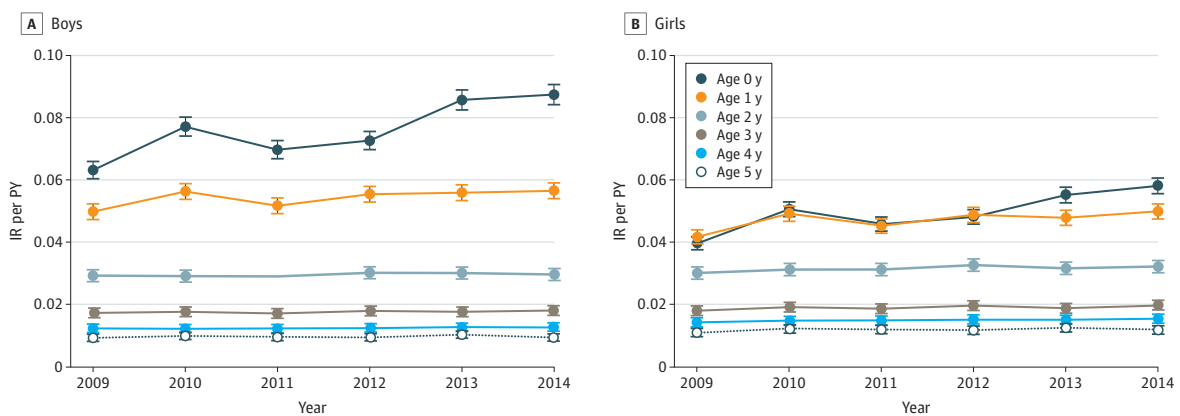 A Boys
IR per PY
0.10
0.08
0.06
0.04
0.02
0
2009 2010 2011 2012 2013 2014
Year
B Girls
IR per PY
0.10
0.08
0.06
0.04
0.02
0
Age 0 y
Age 1 y
Age 2 y
Age 3 y
Age 4 y
Age 5 y
2009 2010 2011 2012 2013 2014
Year